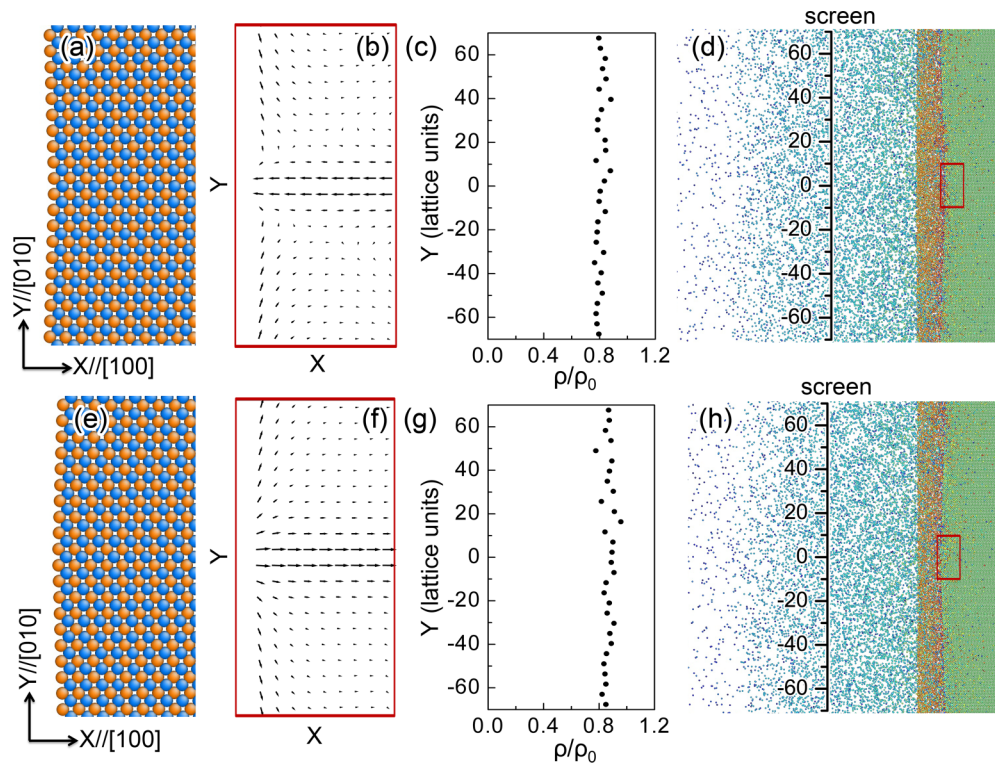 screen
(a)
(b)
(c)
(d)
60
40
20
0
-20
-40
-60
60
40
20
0
-20
-40
-60
Y
Y (lattice units)
Y//[010]
X//[100]
X
0.0 0.4 0.8 1.2
ρ/ρ0
screen
(e)
(f)
(g)
(h)
60
40
20
0
-20
-40
-60
60
40
20
0
-20
-40
-60
Y
Y (lattice units)
Y//[010]
X//[100]
X
0.0 0.4 0.8 1.2
ρ/ρ0